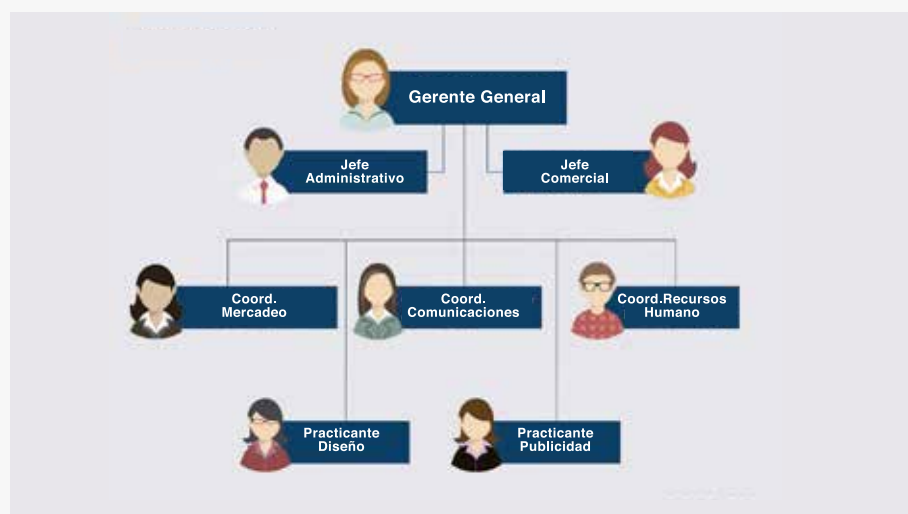 Gerente General
Jefe
Administrativo
Jefe
Comercial
Coord.
Mercadeo
Coord.
Comunicaciones
Coord.Recursos
Humano
Practicante
Diseño
Practicante
Publicidad